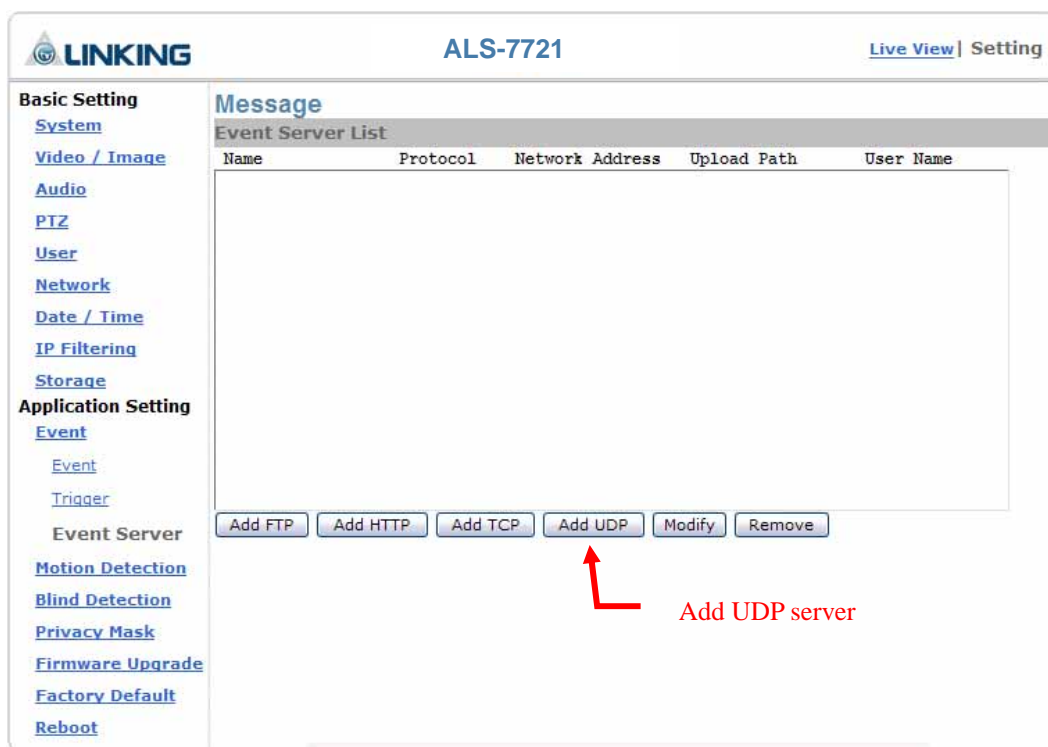 LINKING
ALS-7721
Live View| Setting
Basic Setting
System
Video / Image
Audio
PTZ
User
Network
Date / Time
IP Filtering
Storage
Application Setting
Event
Event
Trigger
Event Server
Motion Detection
Blind Detection
Privacy Mask
Firmware Upgrade
Factory Default
Reboot
Message
Event Server List
Name Protocol Network Address Upload Path User Name
Add FTP Add HTTP Add TCP Add UDP Modify Remove
Add UDP server